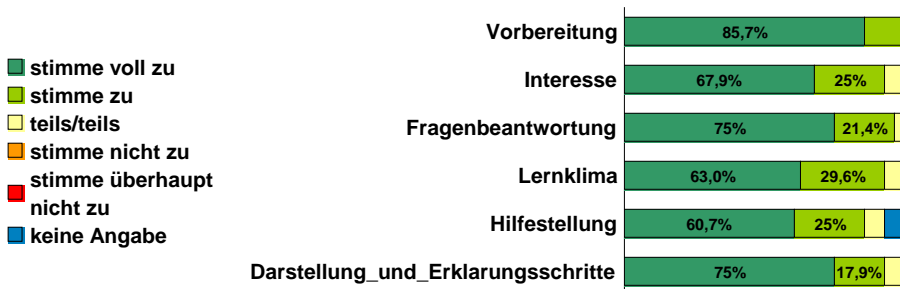 stimme voll zu
stimme zu
teils/teils
stimme nicht zu
stimme überhaupt
nicht zu
keine Angabe
Vorbereitung 85,7%
Interesse 67,9% 25%
Fragenbeantwortung 75% 21,4%
Lernklima 63,0% 29,6%
Hilfestellung 60,7% 25%
Darstellung_und_Erklarungsschritte 75% 17,9%